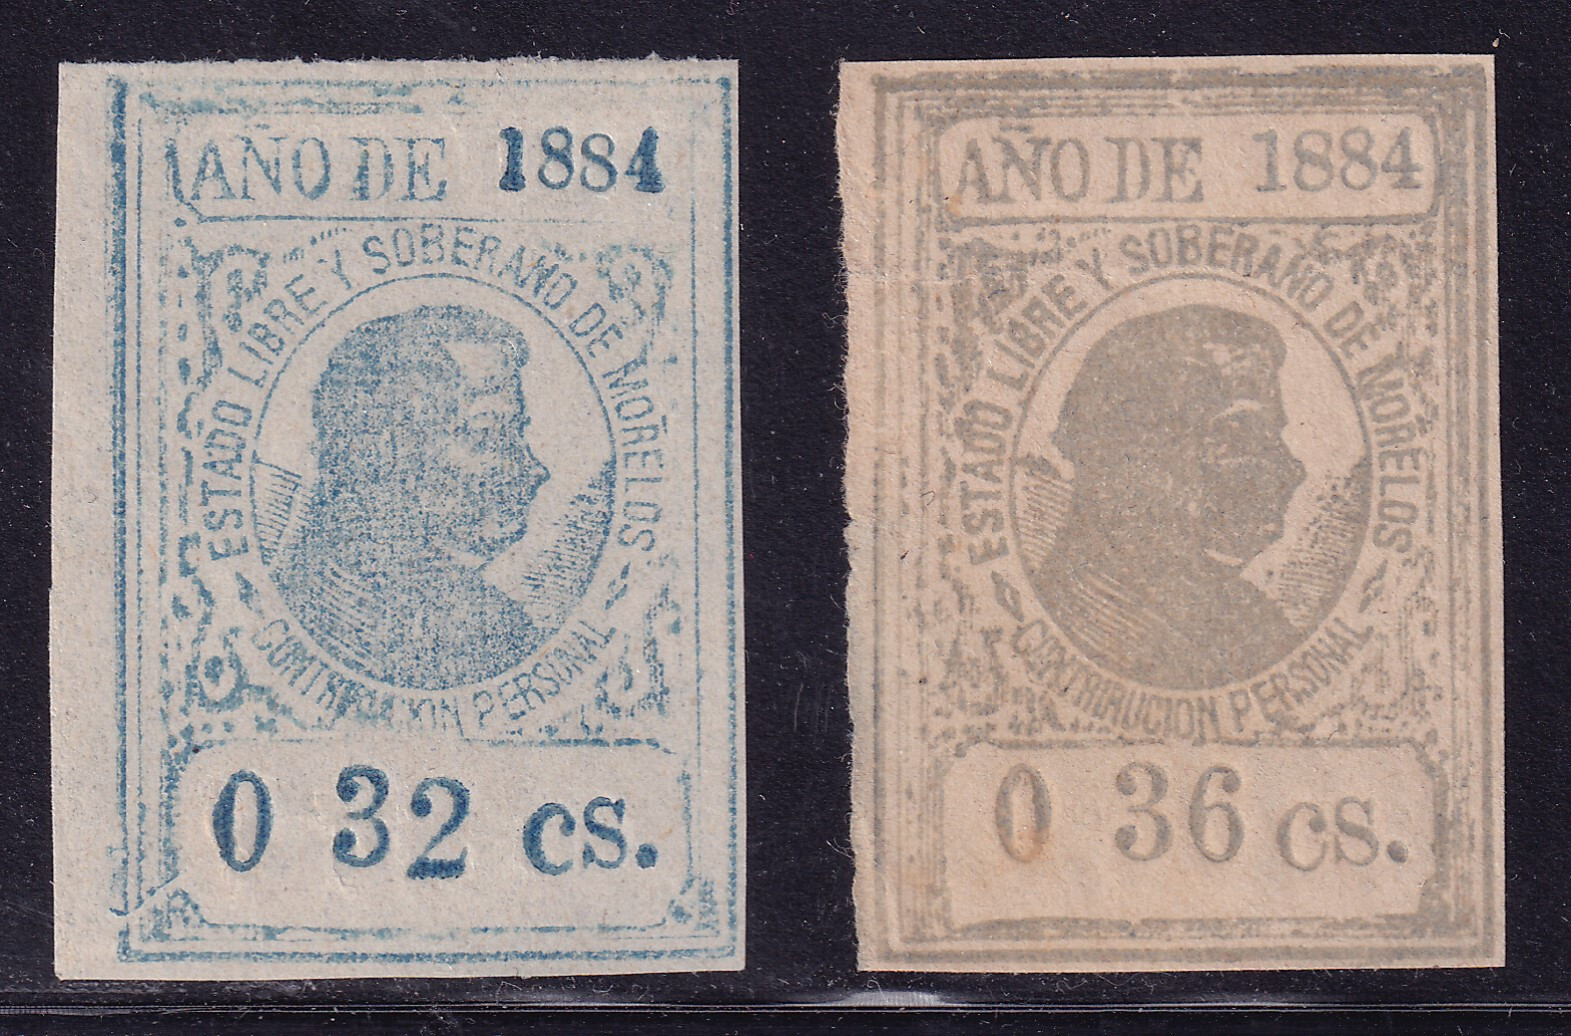 AÑO DE 1884
ESTADO LIBRE Y SOBERANO DE MORELOS
CONTRIBUCION PERSONAL
0 32 cs.
AÑO DE 1884
ESTADO LIBRE Y SOBERANO DE MORELOS
CONTRIBUCION PERSONAL
0 36 cs.